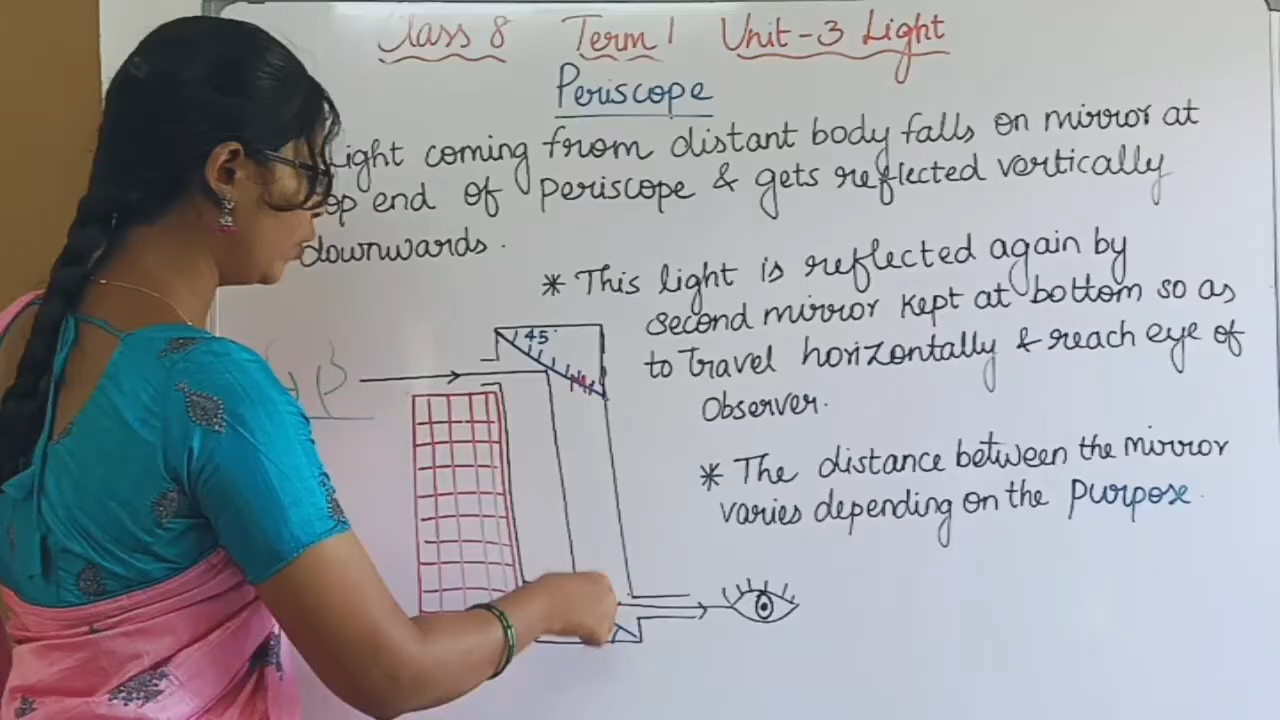 Class 8 Term 1 Unit-3 Light
Periscope
Light coming from distant body falls on mirror at
end of periscope & gets reflected vertically
downwards.
* This light is reflected again by
second mirror kept at bottom so as
to travel horizontally & reach eye of
Observer.
* The distance between the mirror
varies depending on the purpose.
45°